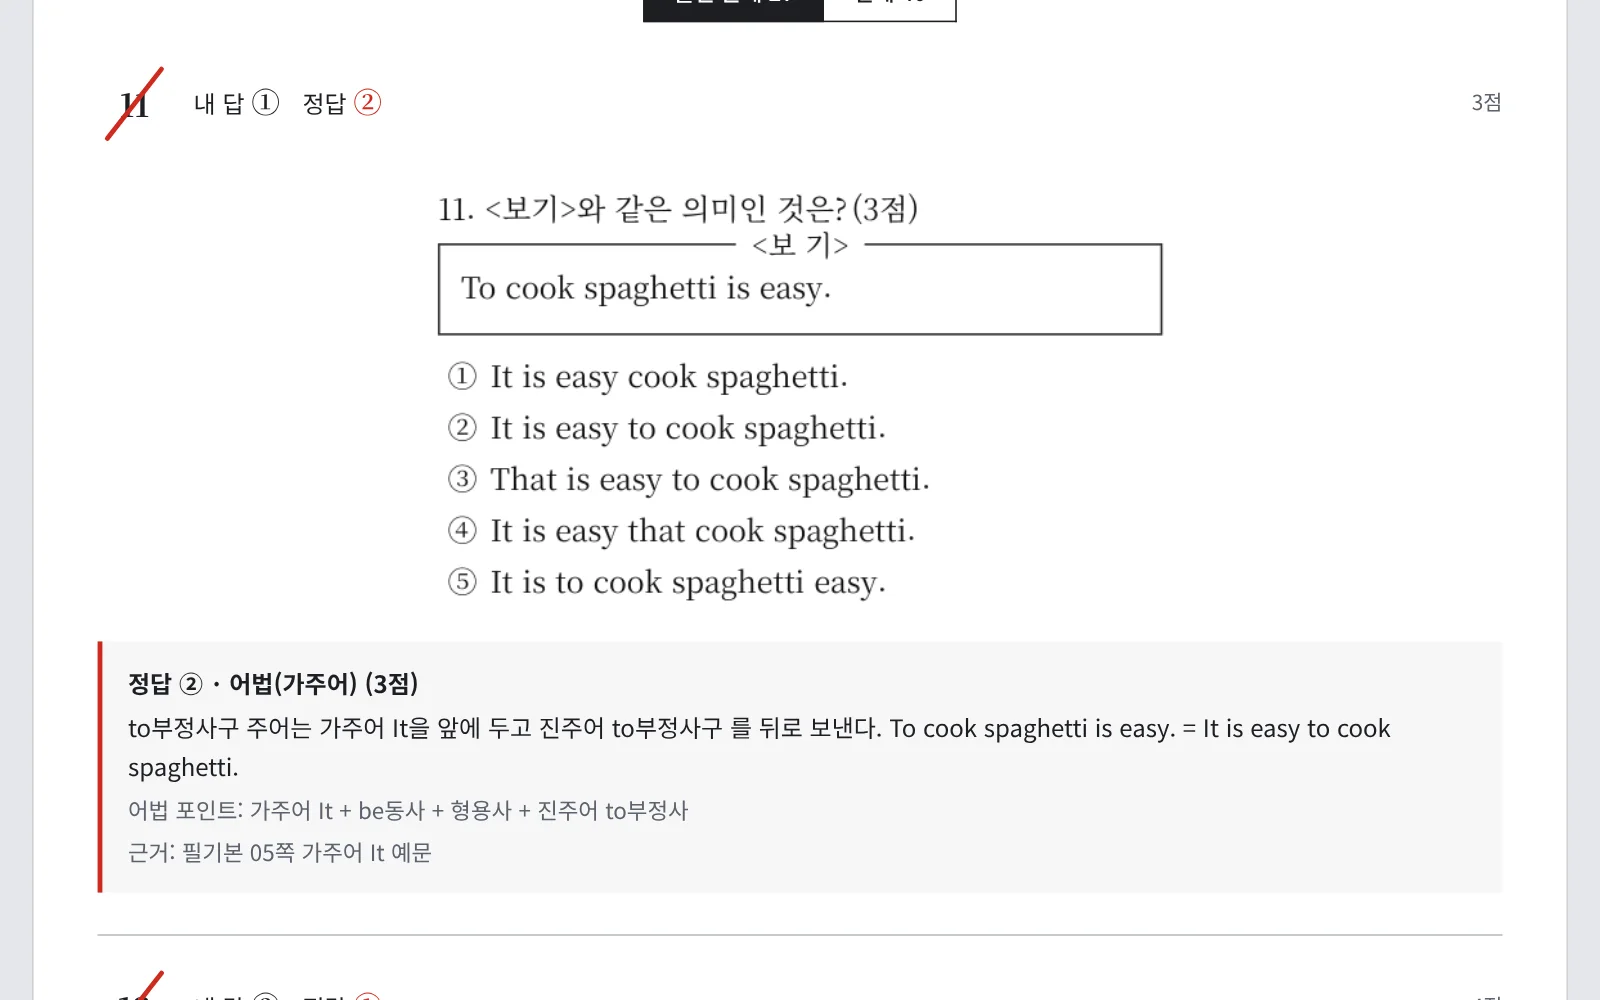 11 내 답 ① 정답 ② 3점
11. <보기>와 같은 의미인 것은?(3점)
<보 기>
To cook spaghetti is easy.
① It is easy cook spaghetti.
② It is easy to cook spaghetti.
③ That is easy to cook spaghetti.
④ It is easy that cook spaghetti.
⑤ It is to cook spaghetti easy.
정답 ② · 어법(가주어) (3점)
to부정사구 주어는 가주어 It을 앞에 두고 진주어 to부정사구 를 뒤로 보낸다. To cook spaghetti is easy. = It is easy to cook
spaghetti.
어법 포인트: 가주어 It + be동사 + 형용사 + 진주어 to부정사
근거: 필기본 05쪽 가주어 It 예문